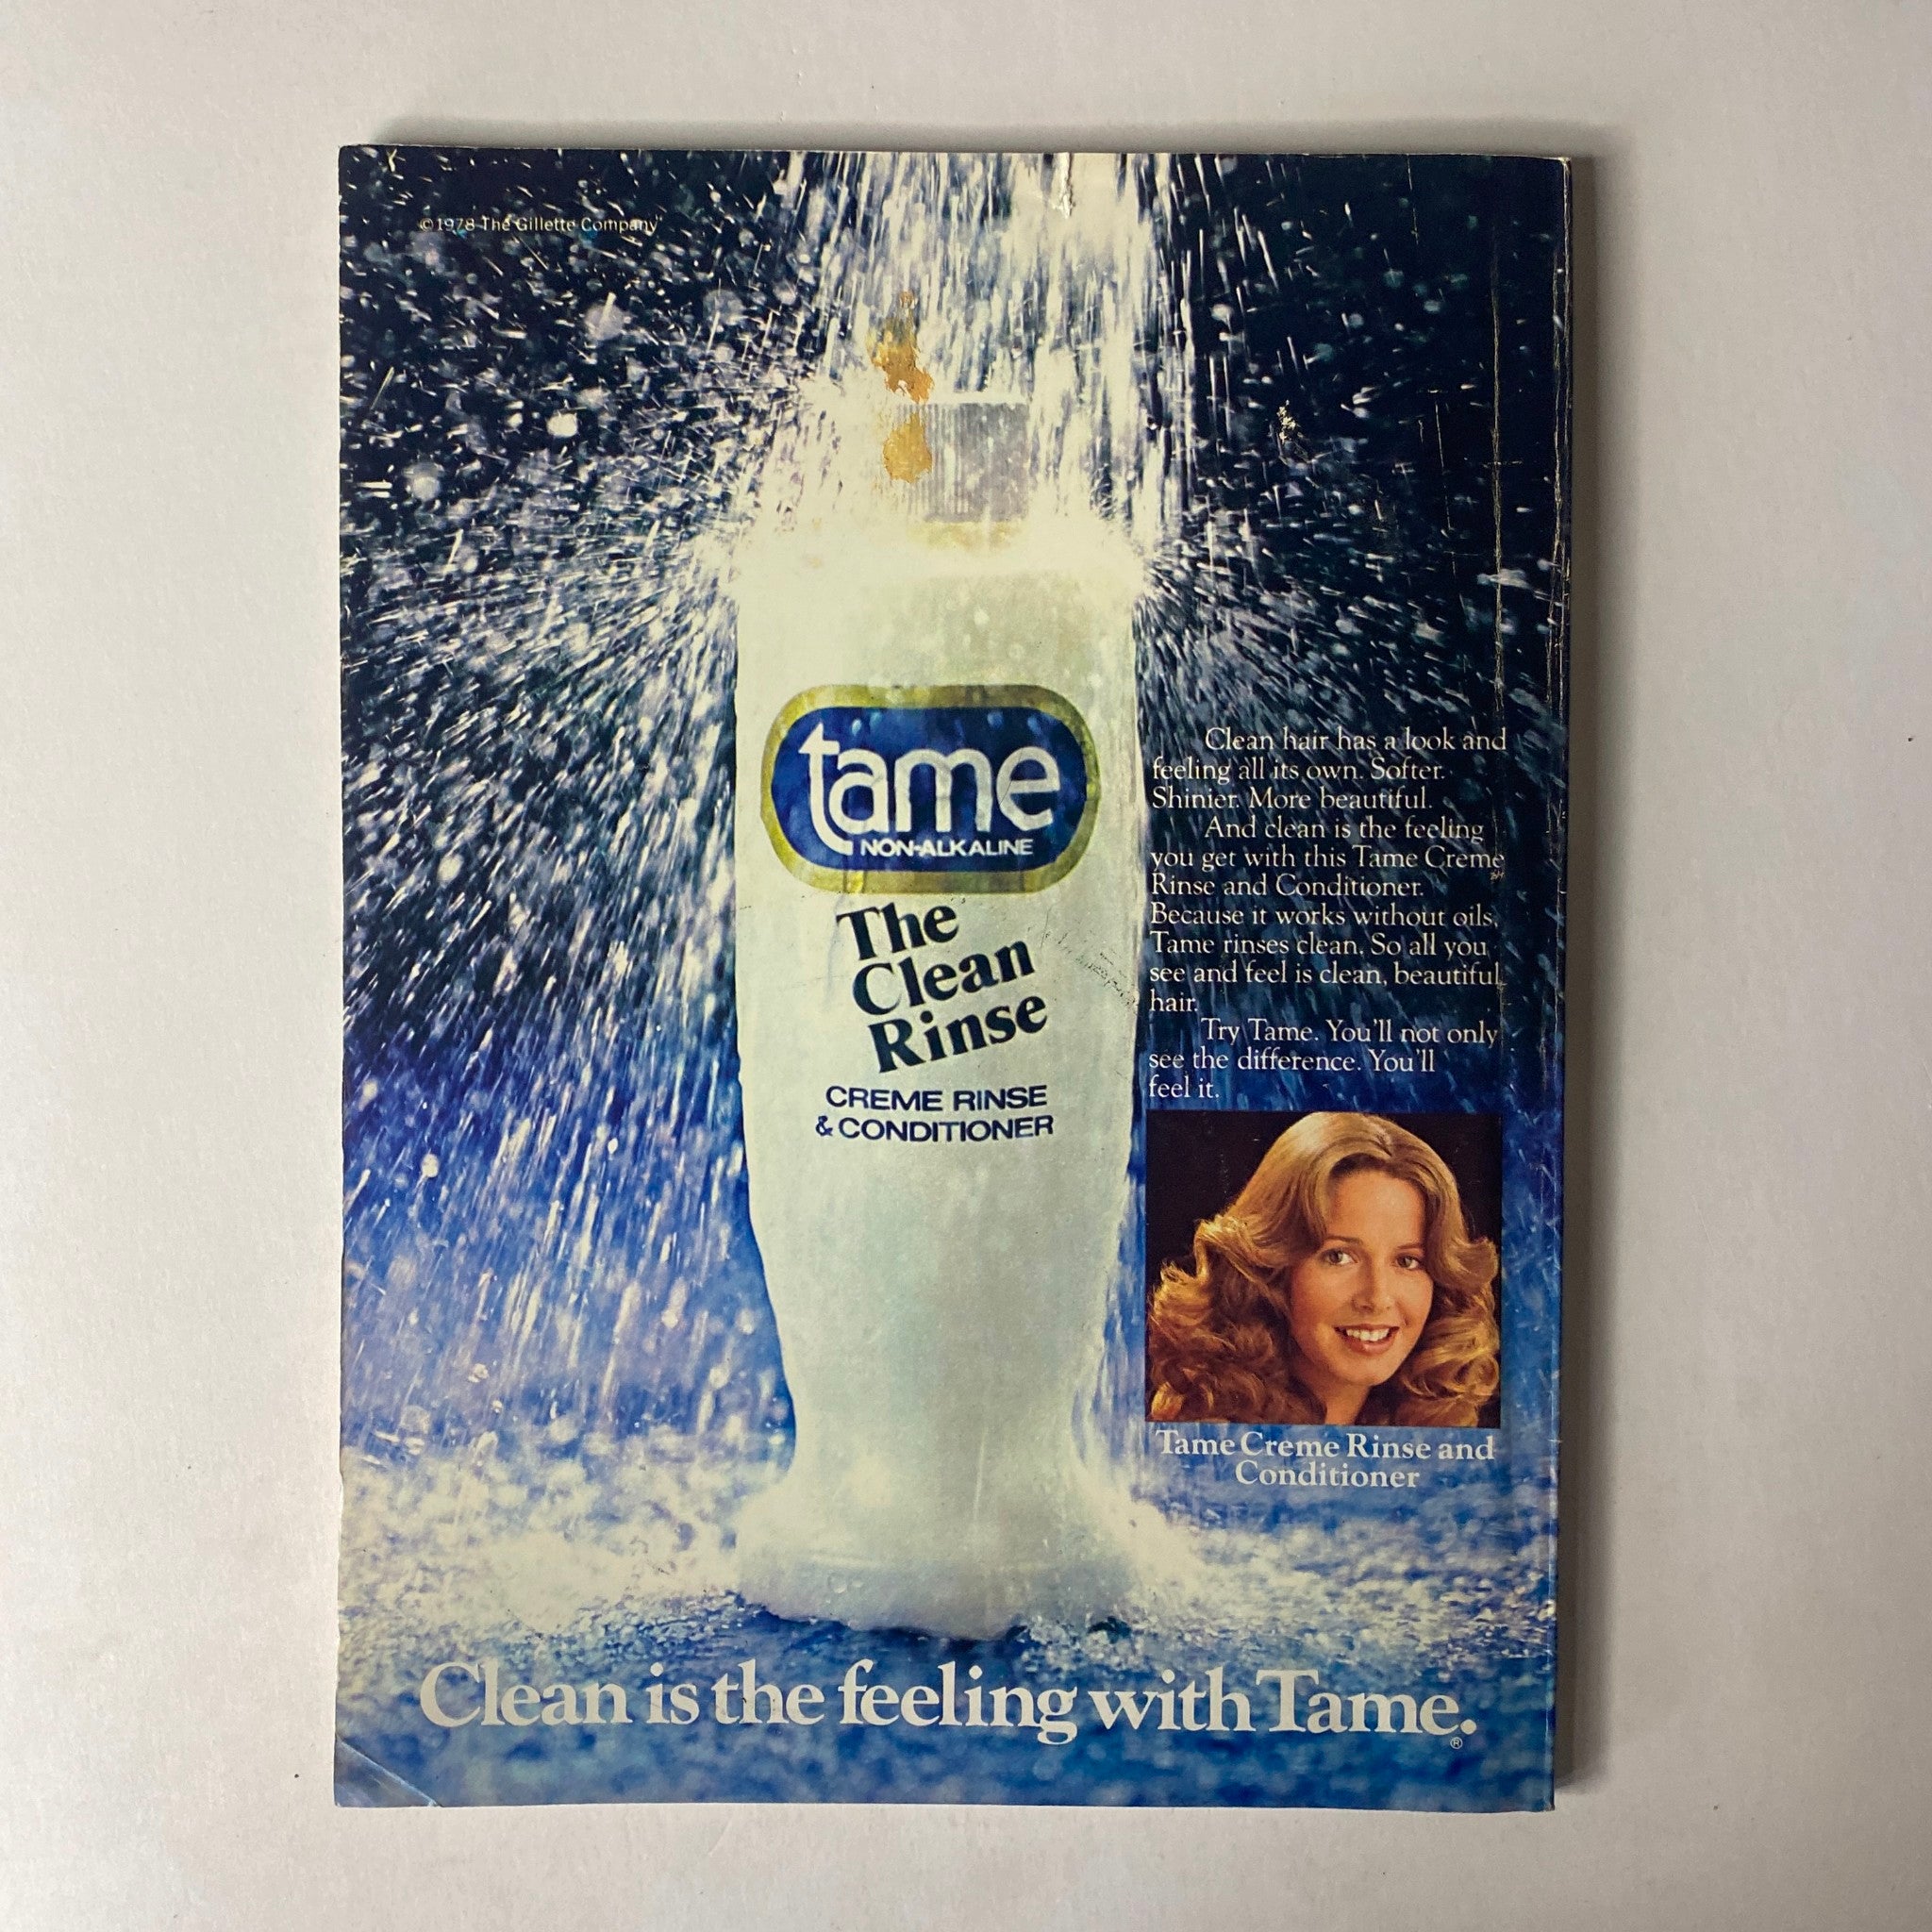 ©1978 The Gillette Company
tame
NON-ALKALINE
The
Clean
Rinse
CREME RINSE
& CONDITIONER
Clean hair has a look and
feeling all its own. Softer.
Shinier. More beautiful.
And clean is the feeling
you get with this Tame Creme
Rinse and Conditioner.
Because it works without oils,
Tame rinses clean. So all you
see and feel is clean, beautiful
hair.
Try Tame. You'll not only
see the difference. You'll
feel it.
Tame Creme Rinse and
Conditioner
Clean is the feeling with Tame.
®